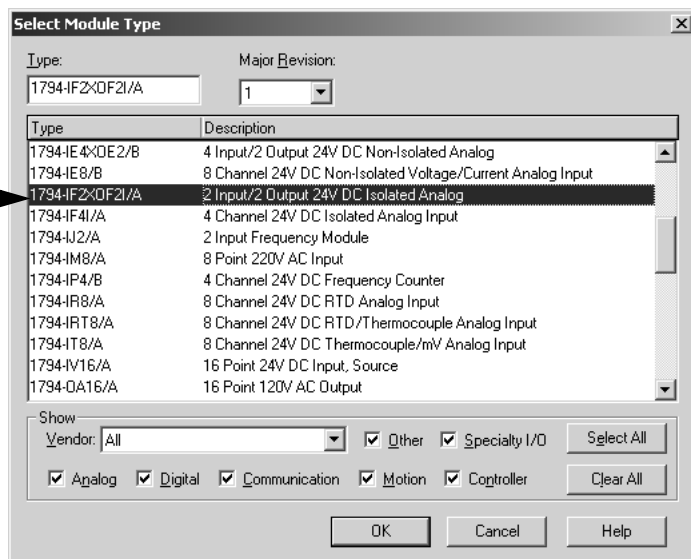 Select Module Type
Type:
Major Revision:
1794-IF2XOF2I/A
1
Type Description
1794-IE4XOE2/B 4 Input/2 Output 24V DC Non-Isolated Analog
1794-IE8/B 8 Channel 24V DC Non-Isolated Voltage/Current Analog Input
1794-IF2XOF2I/A 2 Input/2 Output 24V DC Isolated Analog
1794-IF4I/A 4 Channel 24V DC Isolated Analog Input
1794-IJ2/A 2 Input Frequency Module
1794-IM8/A 8 Point 220V AC Input
1794-IP4/B 4 Channel 24V DC Frequency Counter
1794-IR8/A 8 Channel 24V DC RTD Analog Input
1794-IRT8/A 8 Channel 24V DC RTD/Thermocouple Analog Input
1794-IT8/A 8 Channel 24V DC Thermocouple/mV Analog Input
1794-IV16/A 16 Point 24V DC Input, Source
1794-OA16/A 16 Point 120V AC Output
Show
Vendor: All Other Specialty I/O Select All
Analog Digital Communication Motion Controller Clear All
OK Cancel Help